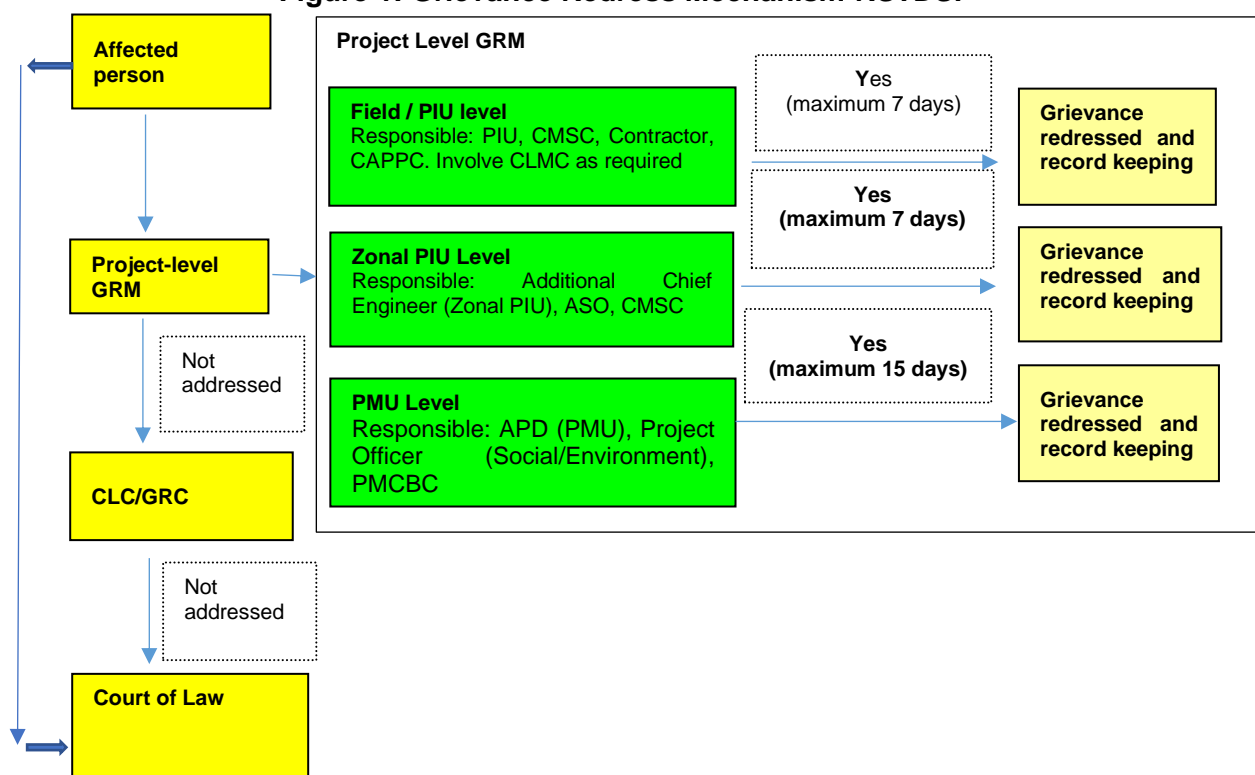 Affected
person
Project-level
GRM
Not
addressed
CLC/GRC
Not
addressed
Court of Law
Project Level GRM
Field / PIU level
Responsible: PIU, CMSC, Contractor,
CAPPC. Involve CLMC as required
Yes
(maximum 7 days)
Grievance
redressed and
record keeping
Zonal PIU Level
Responsible: Additional Chief
Engineer (Zonal PIU), ASO, CMSC
Yes
(maximum 7 days)
Grievance
redressed and
record keeping
PMU Level
Responsible: APD (PMU), Project
Officer (Social/Environment),
PMCBC
Yes
(maximum 15 days)
Grievance
redressed and
record keeping